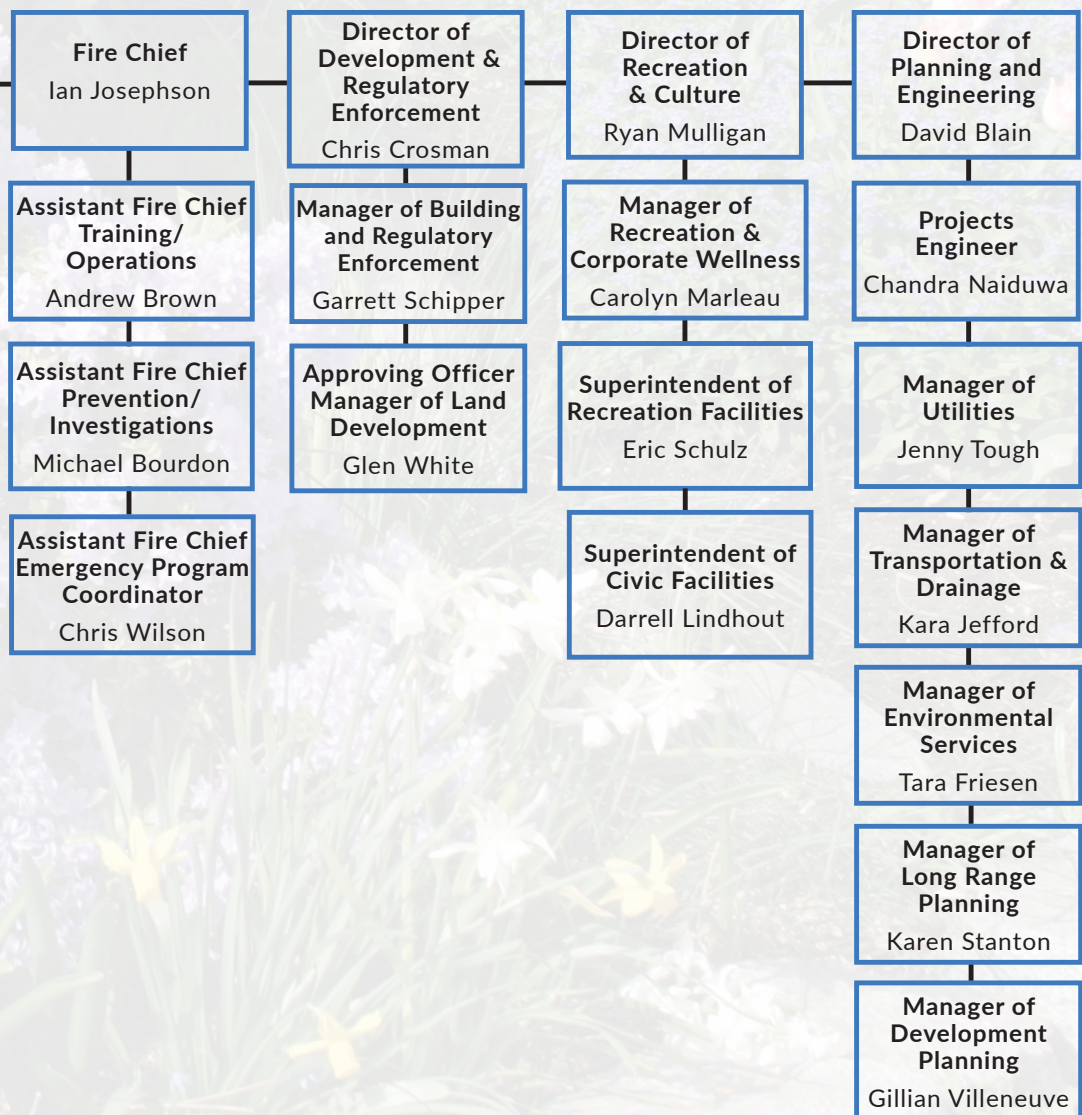 Fire Chief
Ian Josephson
Assistant Fire Chief
Training/
Operations
Andrew Brown
Assistant Fire Chief
Prevention/
Investigations
Michael Bourdon
Assistant Fire Chief
Emergency Program
Coordinator
Chris Wilson
Director of
Development &
Regulatory
Enforcement
Chris Crosman
Manager of Building
and Regulatory
Enforcement
Garrett Schipper
Approving Officer
Manager of Land
Development
Glen White
Director of
Recreation
& Culture
Ryan Mulligan
Manager of
Recreation &
Corporate Wellness
Carolyn Marleau
Superintendent of
Recreation Facilities
Eric Schulz
Superintendent of
Civic Facilities
Darrell Lindhout
Director of
Planning and
Engineering
David Blain
Projects
Engineer
Chandra Naiduwa
Manager of
Utilities
Jenny Tough
Manager of
Transportation &
Drainage
Kara Jefford
Manager of
Environmental
Services
Tara Friesen
Manager of
Long Range
Planning
Karen Stanton
Manager of
Development
Planning
Gillian Villeneuve